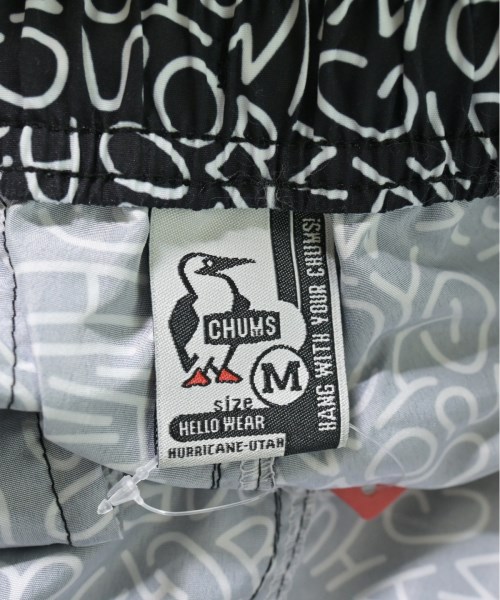 CHUMS
M
size
HELLO WEAR
HURRICANE-UTAH
HANG WITH YOUR CHUMS!